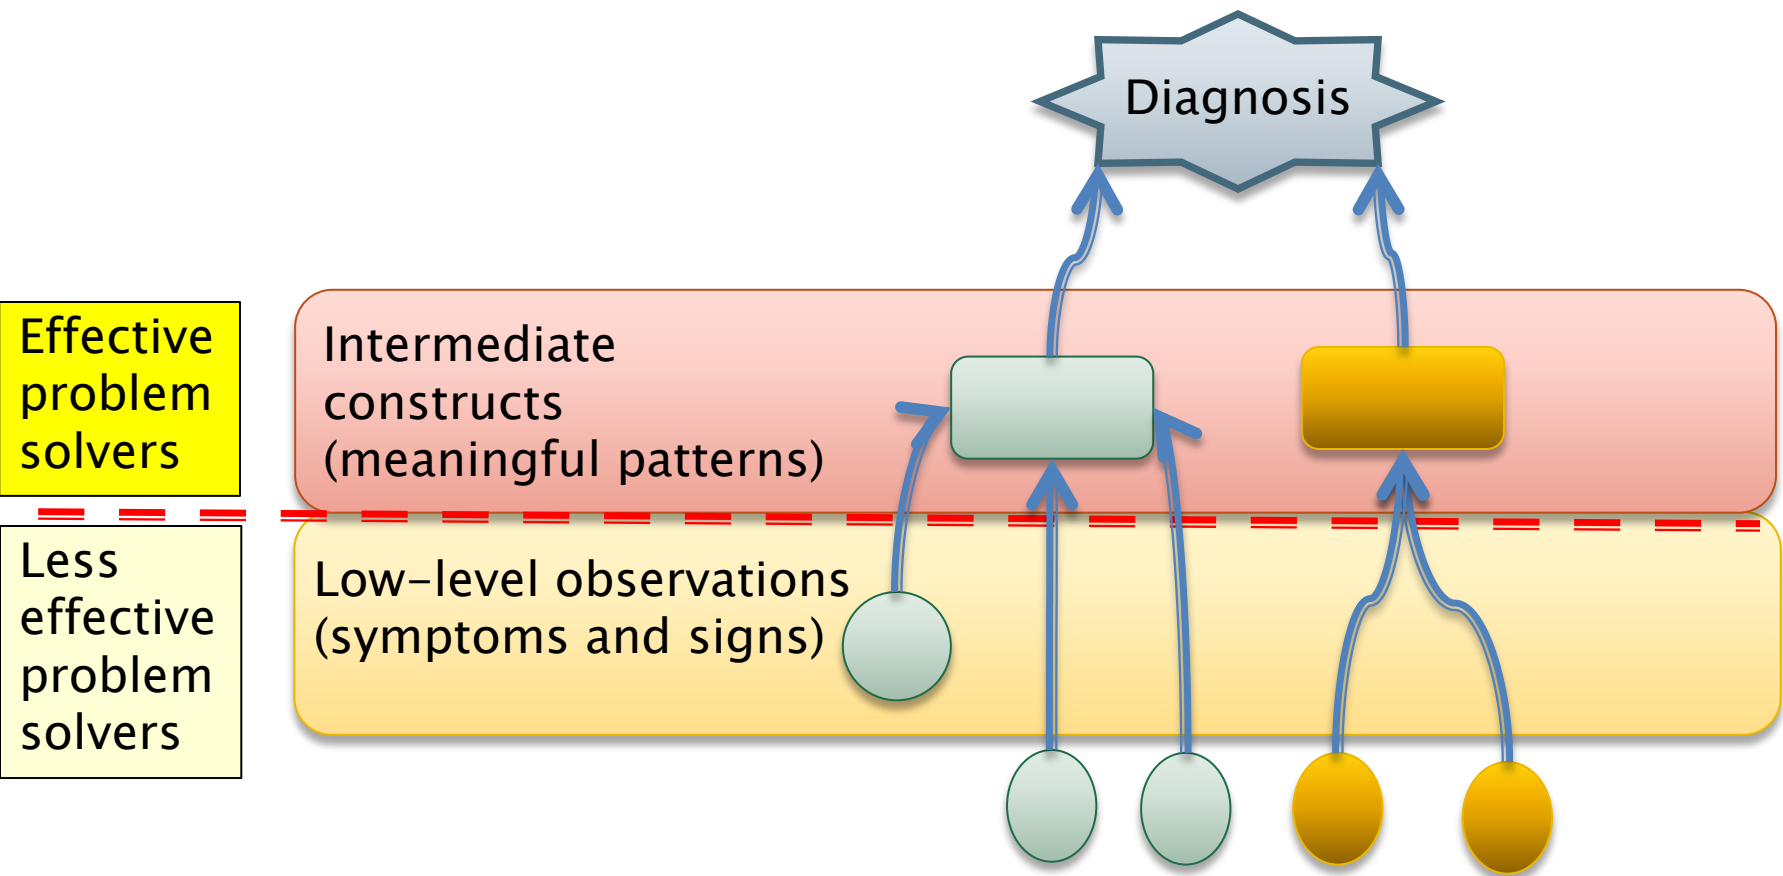 Diagnosis
Effective
problem
solvers
Intermediate
constructs
(meaningful patterns)
Less
effective
problem
solvers
Low-level observations
(symptoms and signs)